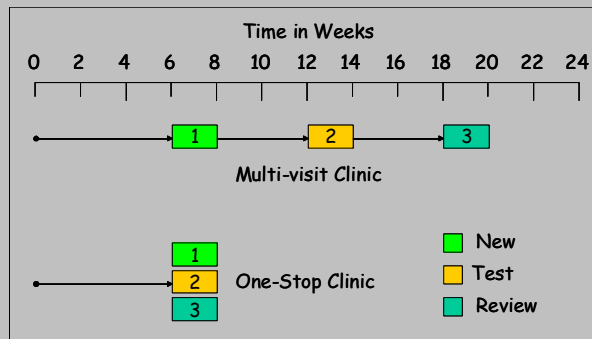 Time in Weeks
0 2 4 6 8 10 12 14 16 18 20 22 24
1 2 3
Multi-visit Clinic
1
2 One-Stop Clinic
3
New
Test
Review